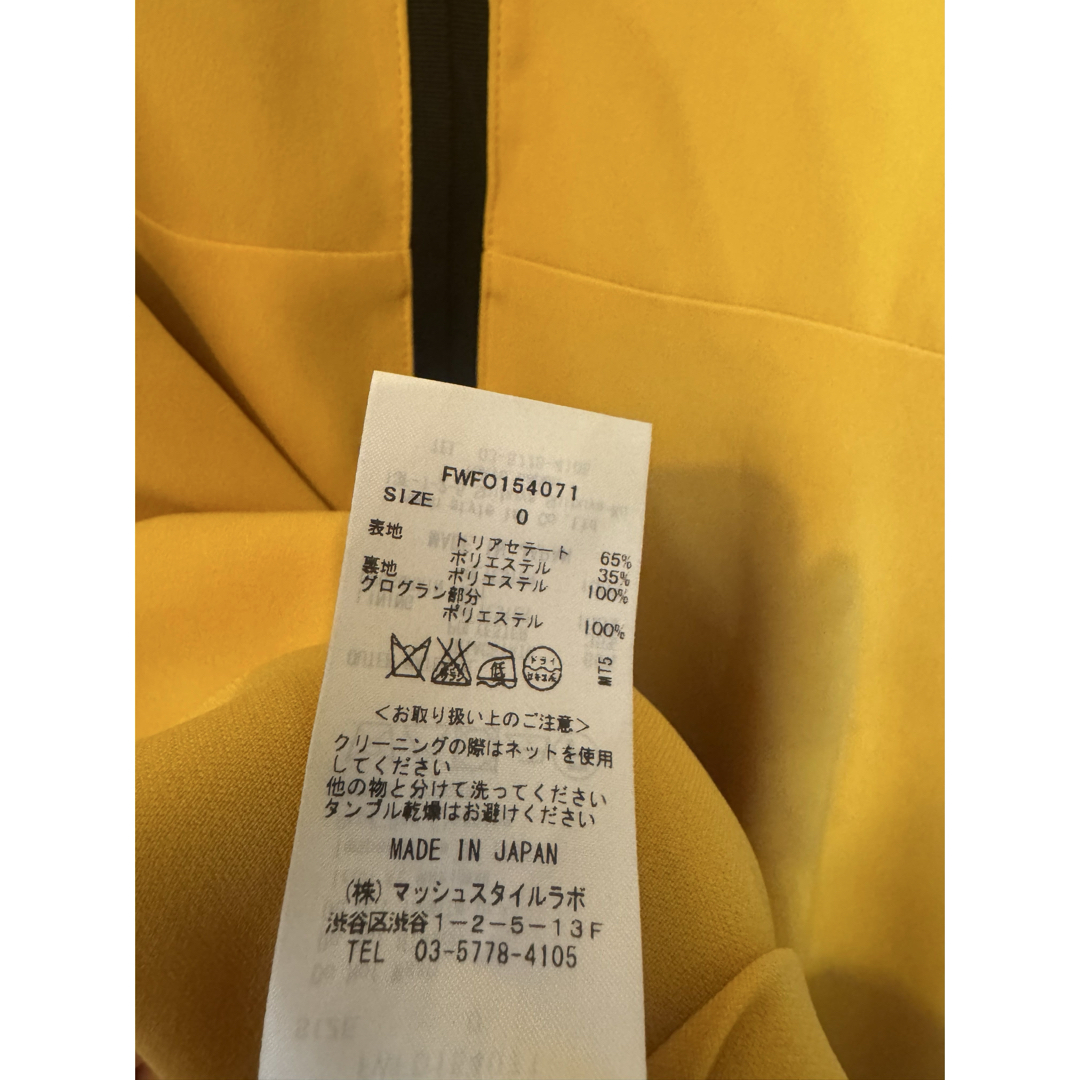 FWFO154071
SIZE 0
表地 トリアセテート 65%
ポリエステル 35%
裏地 ポリエステル 100%
グログラン部分
ポリエステル 100%
低 ドライ
MT5
<お取り扱い上のご注意>
クリーニングの際はネットを使用
してください
他の物と分けて洗ってください
タンブル乾燥はお避けください
MADE IN JAPAN
(株)マッシュスタイルラボ
渋谷区渋谷1-2-5-13F
TEL 03-5778-4105